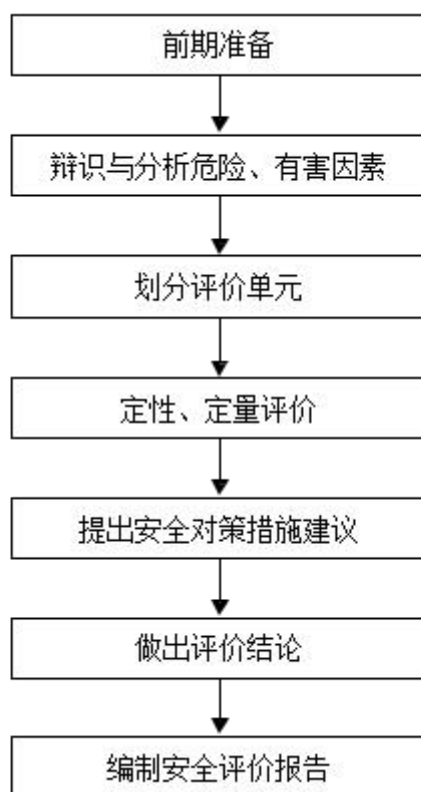 前期准备
辩识与分析危险、有害因素
划分评价单元
定性、定量评价
提出安全对策措施建议
做出评价结论
编制安全评价报告